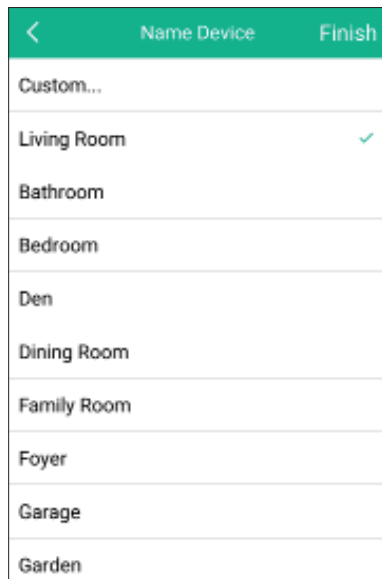 Name Device Finish
Custom...
Living Room
Bathroom
Bedroom
Den
Dining Room
Family Room
Foyer
Garage
Garden